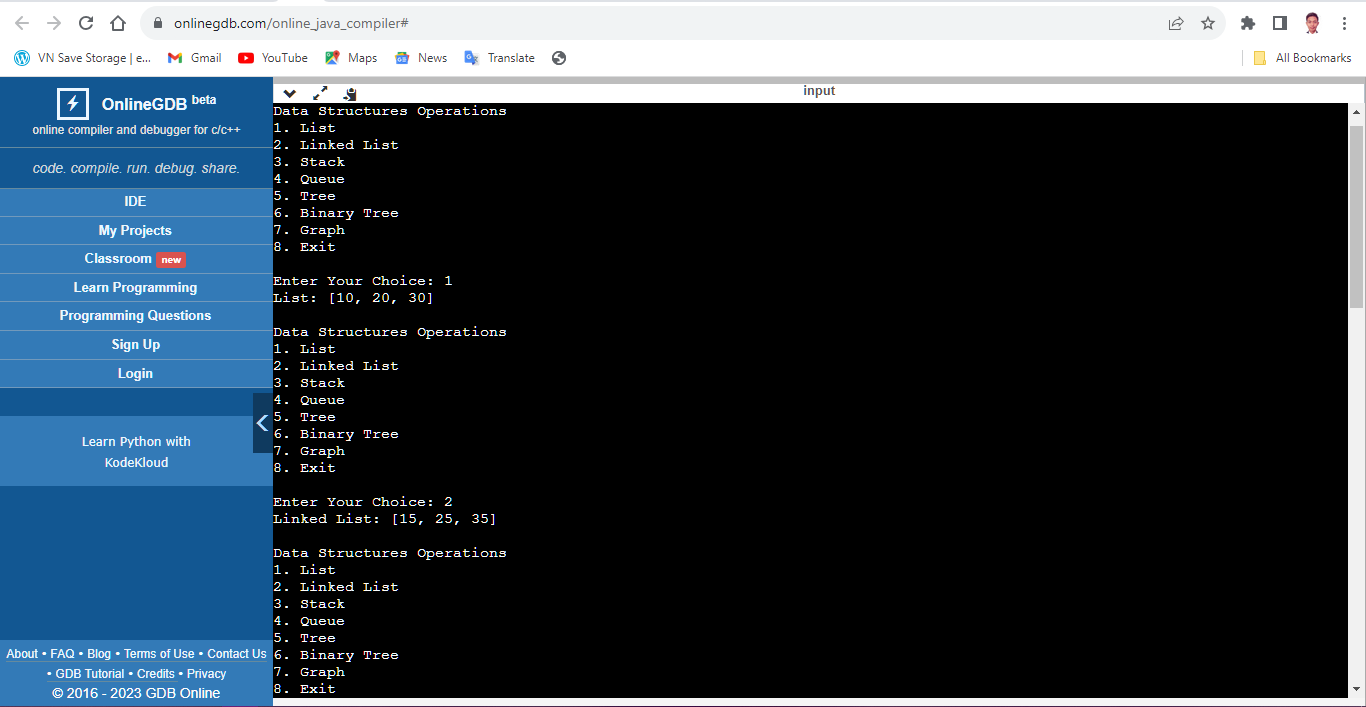 onlinegdb.com/online_java_compiler#
VN Save Storage | e... Gmail YouTube Maps News Translate All Bookmarks
OnlineGDB beta
online compiler and debugger for c/c++
code. compile. run. debug. share.
IDE
My Projects
Classroom new
Learn Programming
Programming Questions
Sign Up
Login
Learn Python with
KodeKloud
About • FAQ • Blog • Terms of Use • Contact Us
• GDB Tutorial • Credits • Privacy
© 2016 - 2023 GDB Online
input
Data Structures Operations
1. List
2. Linked List
3. Stack
4. Queue
5. Tree
6. Binary Tree
7. Graph
8. Exit
Enter Your Choice: 1
List: [10, 20, 30]
Data Structures Operations
1. List
2. Linked List
3. Stack
4. Queue
5. Tree
6. Binary Tree
7. Graph
8. Exit
Enter Your Choice: 2
Linked List: [15, 25, 35]
Data Structures Operations
1. List
2. Linked List
3. Stack
4. Queue
5. Tree
6. Binary Tree
7. Graph
8. Exit